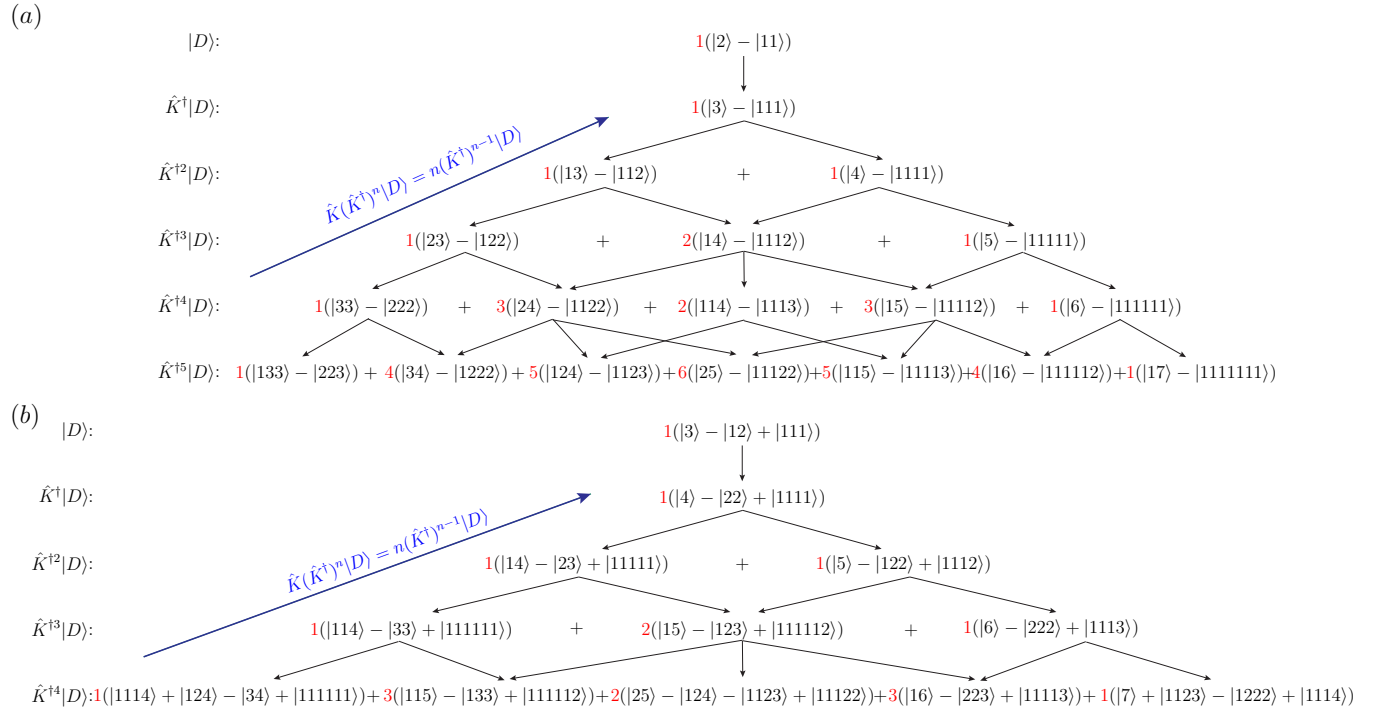 (a)
|D⟩: 1(|2⟩ − |11⟩)
K̂†|D⟩: 1(|3⟩ − |111⟩)
K̂†2|D⟩: 1(|13⟩ − |112⟩) + 1(|4⟩ − |1111⟩)
K̂†3|D⟩: 1(|23⟩ − |122⟩) + 2(|14⟩ − |1112⟩) + 1(|5⟩ − |11111⟩)
K̂†4|D⟩: 1(|33⟩ − |222⟩) + 3(|24⟩ − |1122⟩) + 2(|114⟩ − |1113⟩) + 3(|15⟩ − |11112⟩) + 1(|6⟩ − |111111⟩)
K̂†5|D⟩: 1(|133⟩ − |223⟩) + 4(|34⟩ − |1222⟩) + 5(|124⟩ − |1123⟩) + 6(|25⟩ − |11122⟩) + 5(|115⟩ − |11113⟩) + 4(|16⟩ − |111112⟩) + 1(|17⟩ − |1111111⟩)
K̂(K̂†)ⁿ|D⟩ = n(K̂†)ⁿ⁻¹|D⟩
(b)
|D⟩: 1(|3⟩ − |12⟩ + |111⟩)
K̂†|D⟩: 1(|4⟩ − |22⟩ + |1111⟩)
K̂†2|D⟩: 1(|14⟩ − |23⟩ + |11111⟩) + 1(|5⟩ − |122⟩ + |1112⟩)
K̂†3|D⟩: 1(|114⟩ − |33⟩ + |111111⟩) + 2(|15⟩ − |123⟩ + |111112⟩) + 1(|6⟩ − |222⟩ + |1113⟩)
K̂†4|D⟩: 1(|1114⟩ + |124⟩ − |34⟩ + |111111⟩) + 3(|115⟩ − |133⟩ + |111112⟩) + 2(|25⟩ − |124⟩ − |1123⟩ + |11122⟩) + 3(|16⟩ − |223⟩ + |11113⟩) + 1(|7⟩ + |1123⟩ − |1222⟩ + |1114⟩)
K̂(K̂†)ⁿ|D⟩ = n(K̂†)ⁿ⁻¹|D⟩